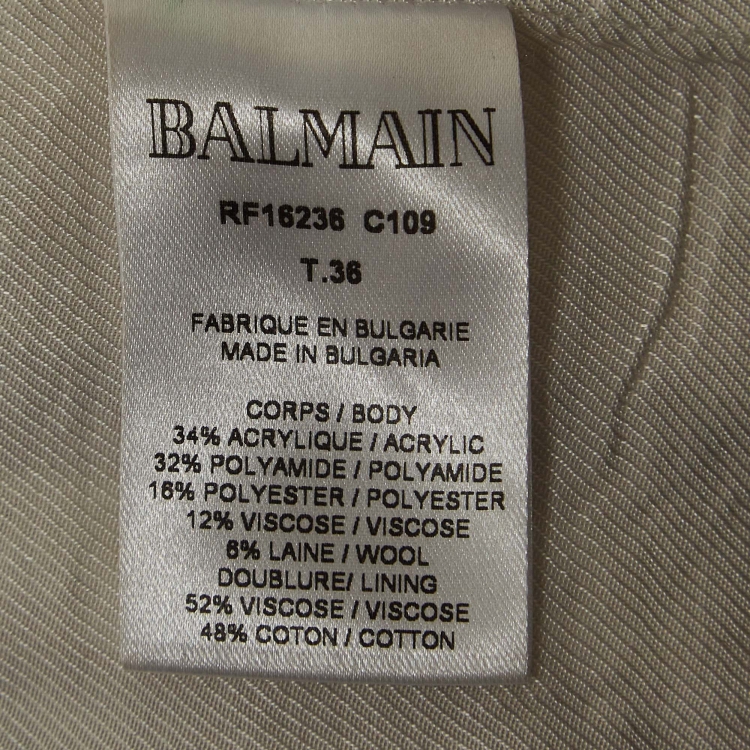 BALMAIN
RF16236 C109
T.36
FABRIQUE EN BULGARIE
MADE IN BULGARIA
CORPS / BODY
34% ACRYLIQUE / ACRYLIC
32% POLYAMIDE / POLYAMIDE
16% POLYESTER / POLYESTER
12% VISCOSE / VISCOSE
6% LAINE / WOOL
DOUBLURE/ LINING
52% VISCOSE / VISCOSE
48% COTON / COTTON